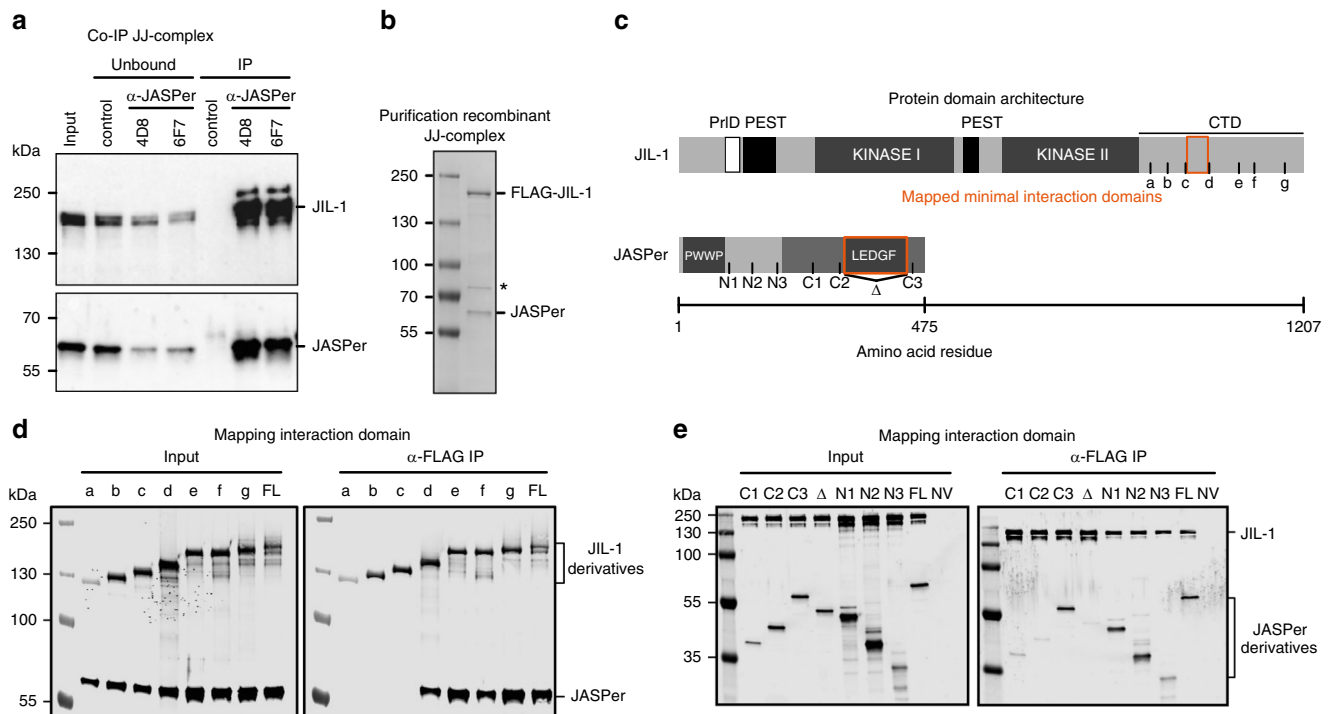 a
Co-IP JJ-complex
Unbound IP
α-JASPer α-JASPer
Input control 4D8 6F7 control 4D8 6F7
kDa
250
130
JIL-1
70
55
JASPer
b
Purification recombinant
JJ-complex
250
130
100
70
55
FLAG-JIL-1
*
JASPer
c
Protein domain architecture
PrlD PEST PEST CTD
JIL-1 KINASE I KINASE II
a b c d e f g
Mapped minimal interaction domains
JASPer PWWP LEDGF
N1 N2 N3 C1 C2 Δ C3
1 475 1207
Amino acid residue
d
Mapping interaction domain
Input α-FLAG IP
kDa a b c d e f g FL a b c d e f g FL
250
130
100
55
JIL-1
derivatives
JASPer
e
Mapping interaction domain
Input α-FLAG IP
kDa C1 C2 C3 Δ N1 N2 N3 FL NV C1 C2 C3 Δ N1 N2 N3 FL NV
250
130
100
55
35
JIL-1
JASPer
derivatives